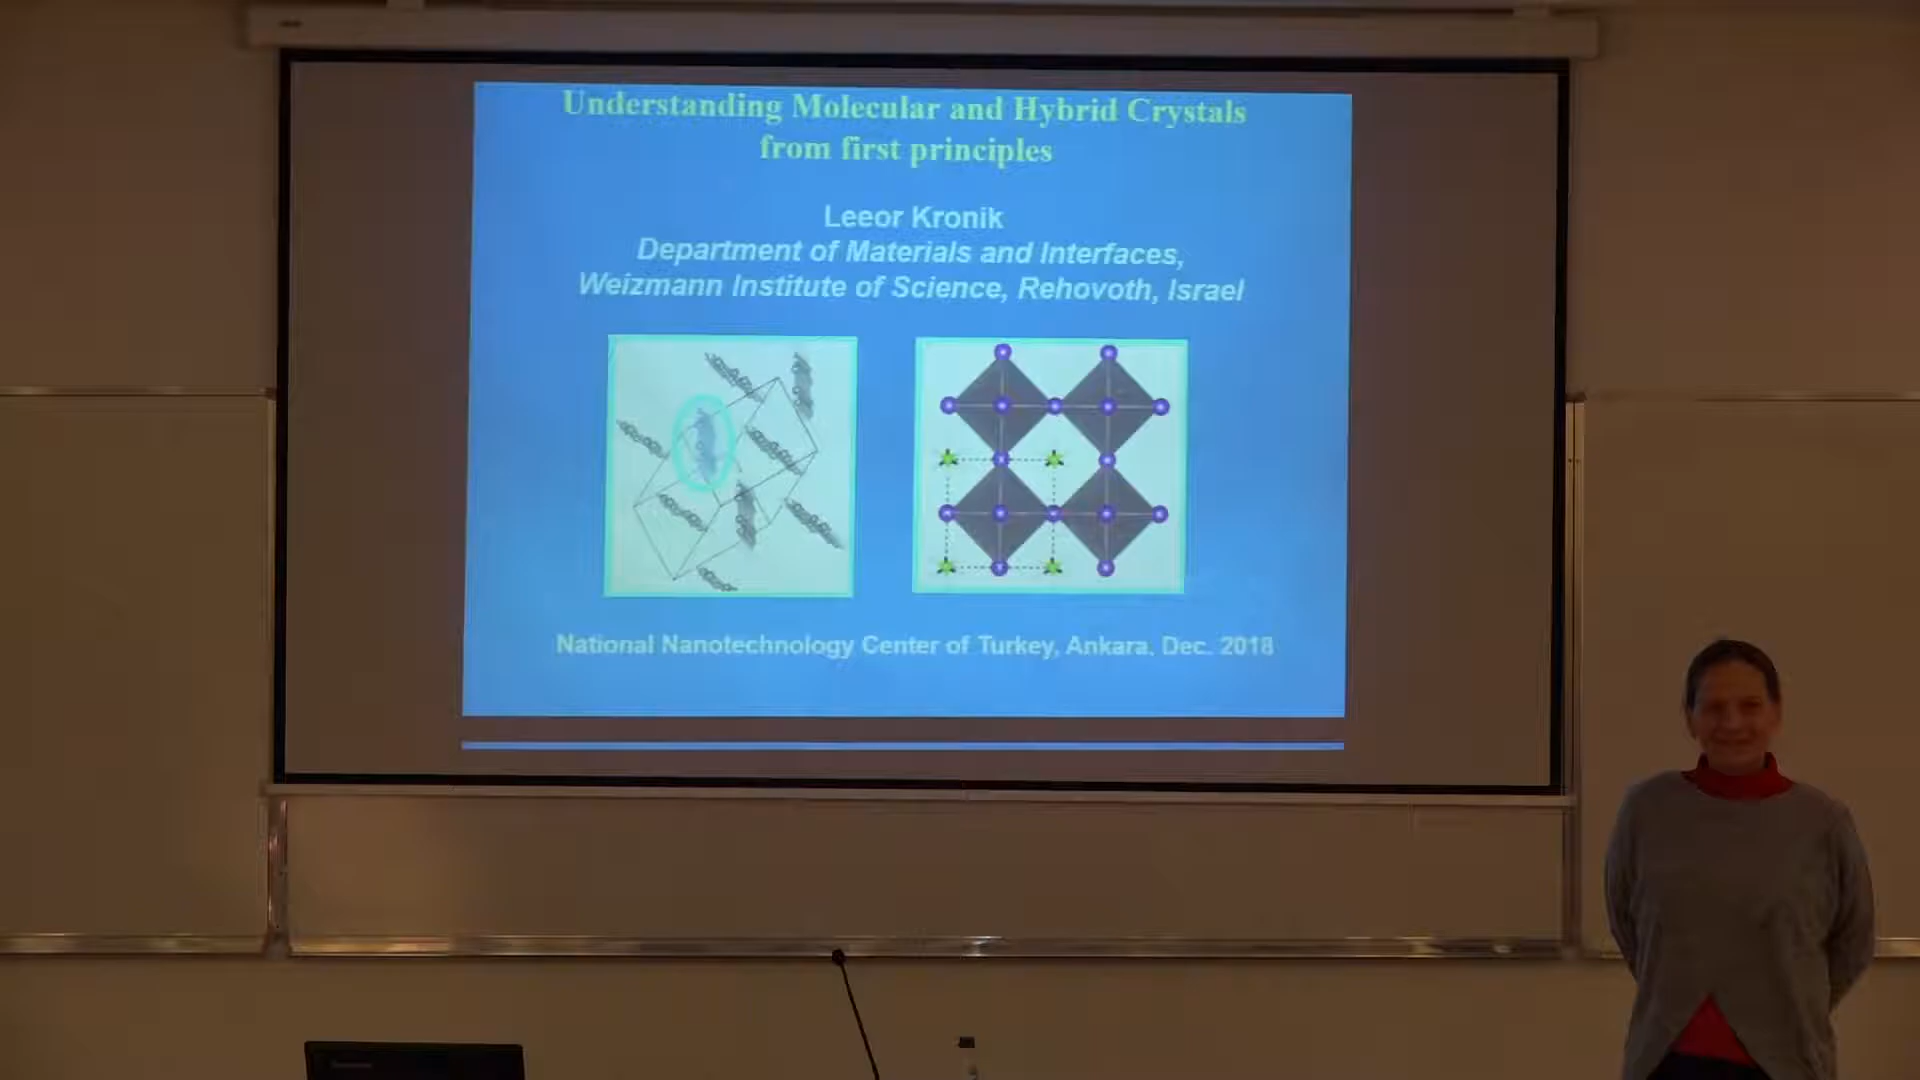 Understanding Molecular and Hybrid Crystals
from first principles
Leeor Kronik
Department of Materials and Interfaces,
Weizmann Institute of Science, Rehovoth, Israel
National Nanotechnology Center of Turkey, Ankara, Dec. 2018